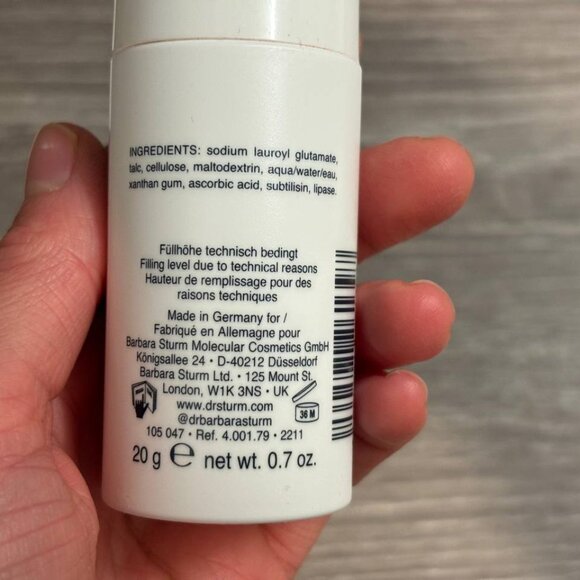 INGREDIENTS: sodium lauroyl glutamate,
talc, cellulose, maltodextrin, aqua/water/eau,
xanthan gum, ascorbic acid, subtilisin, lipase.
Füllhöhe technisch bedingt
Filling level due to technical reasons
Hauteur de remplissage pour des
raisons techniques
Made in Germany for /
Fabriqué en Allemagne pour
Barbara Sturm Molecular Cosmetics GmbH
Königsallee 24 • D-40212 Düsseldorf
Barbara Sturm Ltd. • 125 Mount St.
London, W1K 3NS • UK
www.drsturm.com
36 M
@drbarbarasturm
105 047 • Ref. 4.001.79 • 2211
20 g ℮ net wt. 0.7 oz.